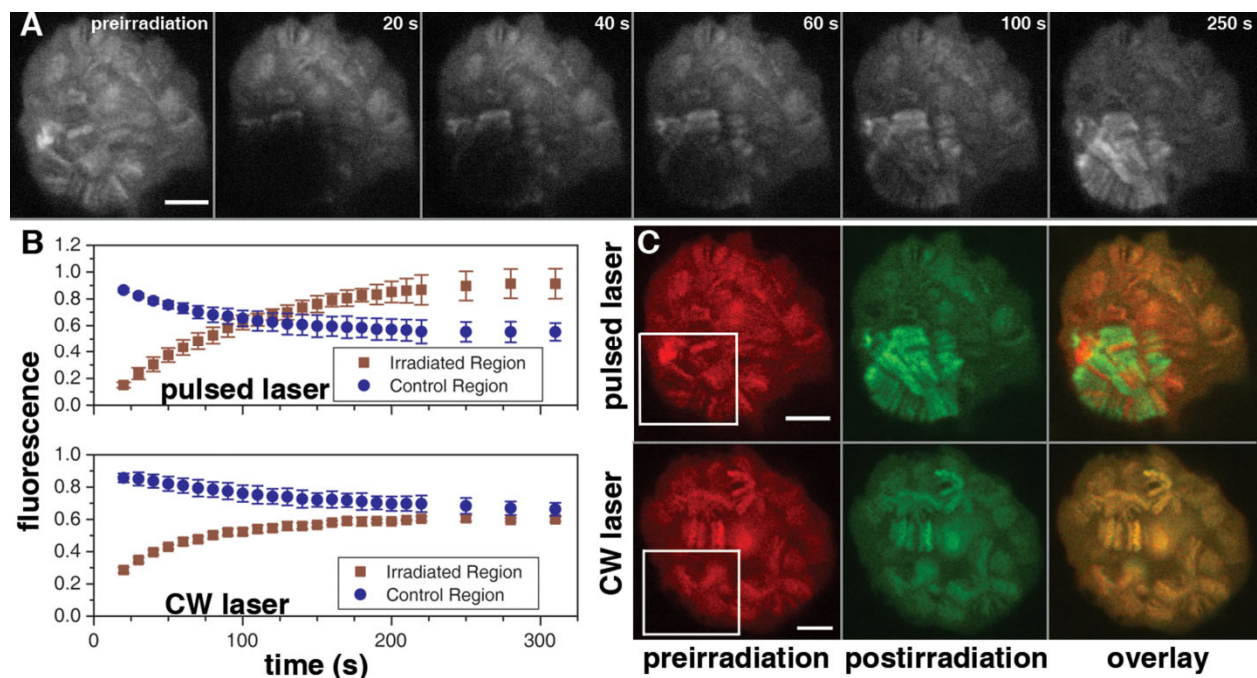 A
preirradiation
20 s
40 s
60 s
100 s
250 s
B
fluorescence
1.2
1.0
0.8
0.6
0.4
0.2
0.0
Irradiated Region
Control Region
pulsed laser
1.0
0.8
0.6
0.4
0.2
0.0
Irradiated Region
Control Region
CW laser
0
50
100
150
200
250
300
time (s)
C
pulsed laser
CW laser
preirradiation
postirradiation
overlay